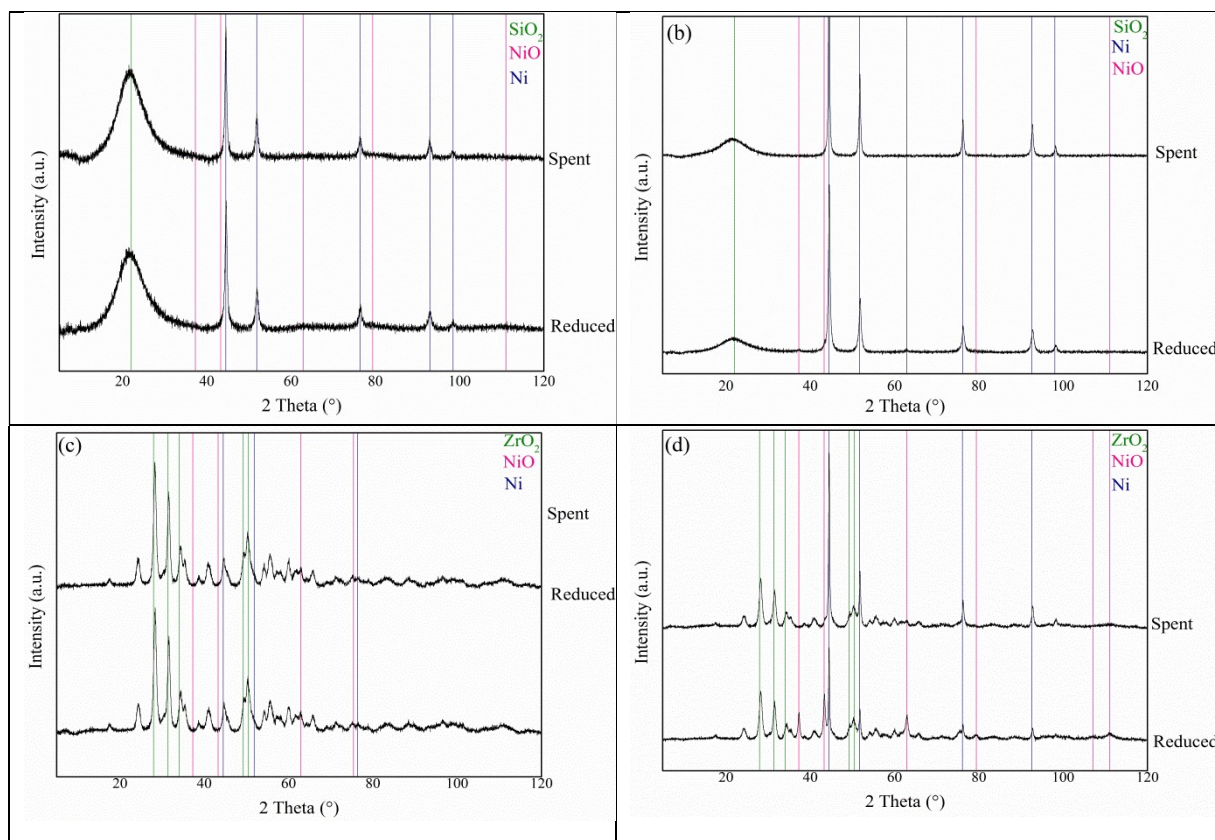 SiO₂
NiO
Ni
Spent
Reduced
Intensity (a.u.)
20 40 60 80 100 120
2 Theta (°)
(b)
SiO₂
Ni
NiO
Spent
Reduced
Intensity (a.u.)
20 40 60 80 100 120
2 Theta (°)
(c)
ZrO₂
NiO
Ni
Spent
Reduced
Intensity (a.u.)
20 40 60 80 100 120
2 Theta (°)
(d)
ZrO₂
NiO
Ni
Spent
Reduced
Intensity (a.u.)
20 40 60 80 100 120
2 Theta (°)